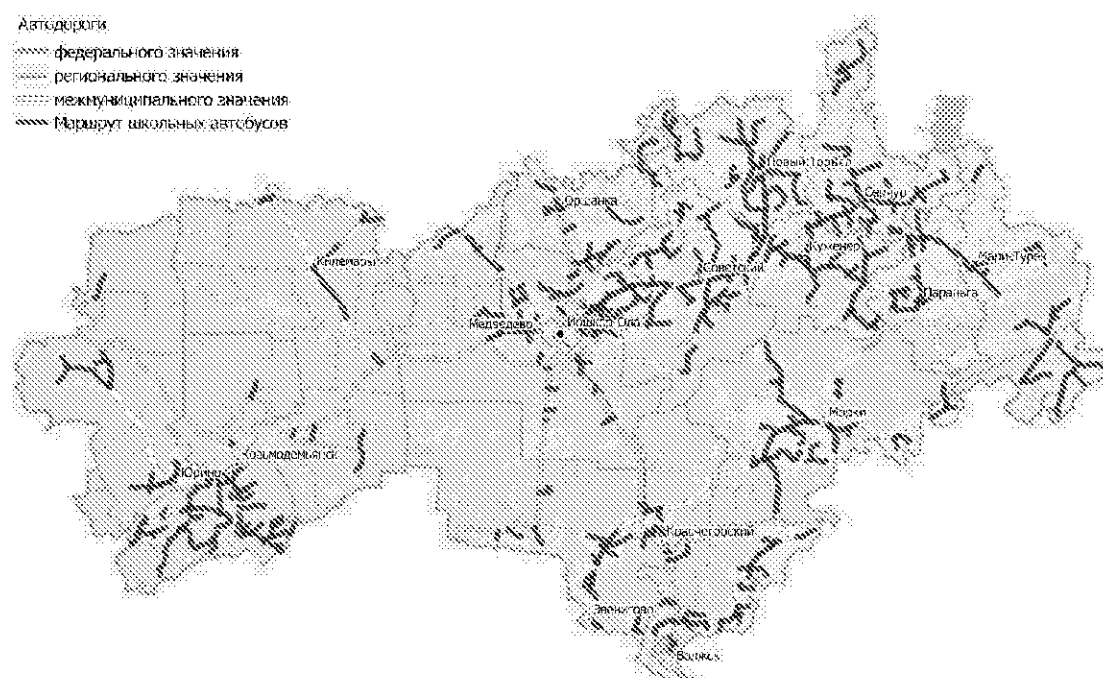 Автодороги
федерального значения
регионального значения
межмуниципального значения
Маршрут школьных автобусов
Новый Торъял
Сернур
Оршанка
Куженер
Килемары
Советский
Мари-Турек
Параньга
Медведево
Йошкар-Ола
Морки
Козьмодемьянск
Юрино
Красногорский
Звенигово
Волжск